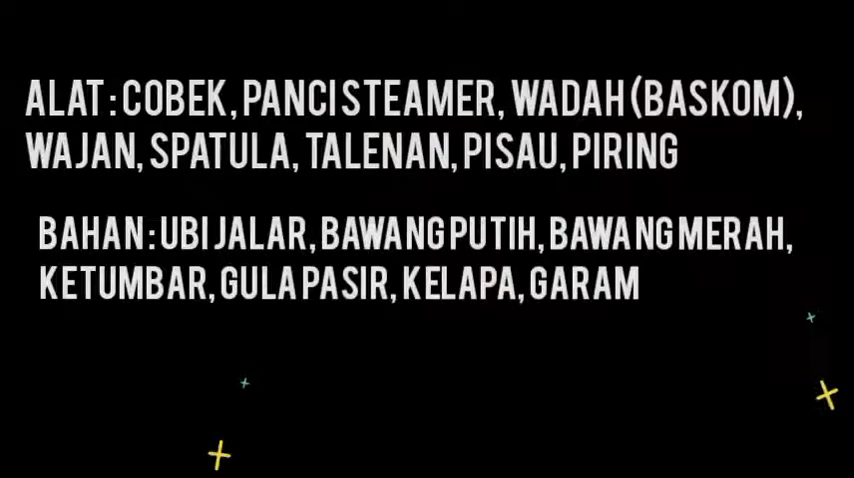 ALAT : COBEK, PANCI STEAMER, WADAH (BASKOM),
WAJAN, SPATULA, TALENAN, PISAU, PIRING
BAHAN : UBI JALAR, BAWANG PUTIH, BAWANG MERAH,
KETUMBAR, GULA PASIR, KELAPA, GARAM